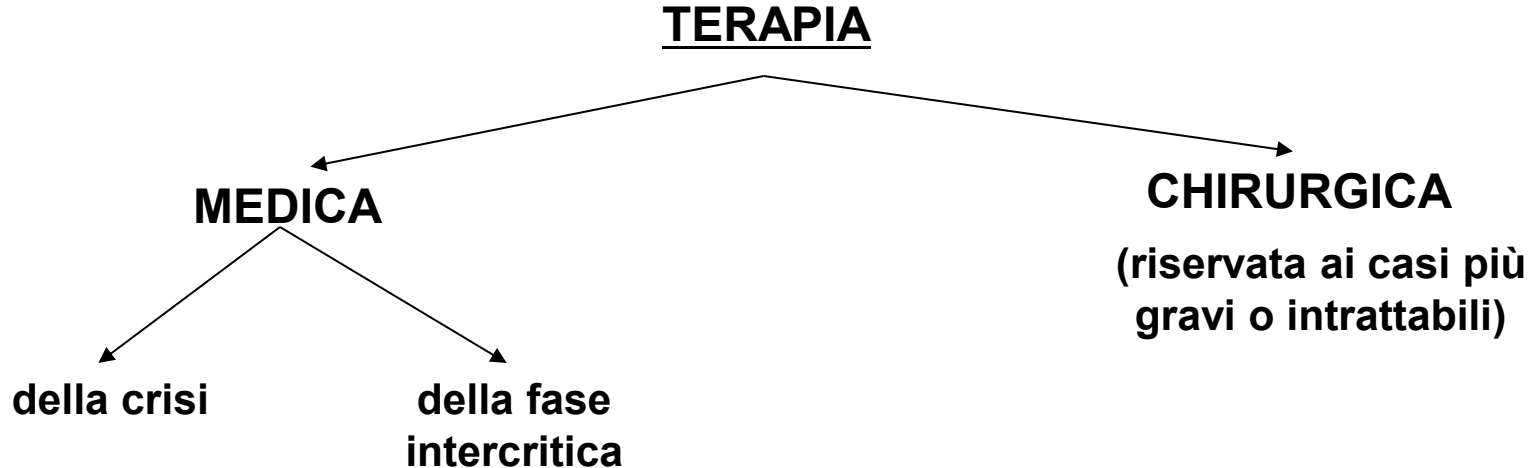 TERAPIA
MEDICA
CHIRURGICA
(riservata ai casi più
gravi o intrattabili)
della crisi
della fase
intercritica